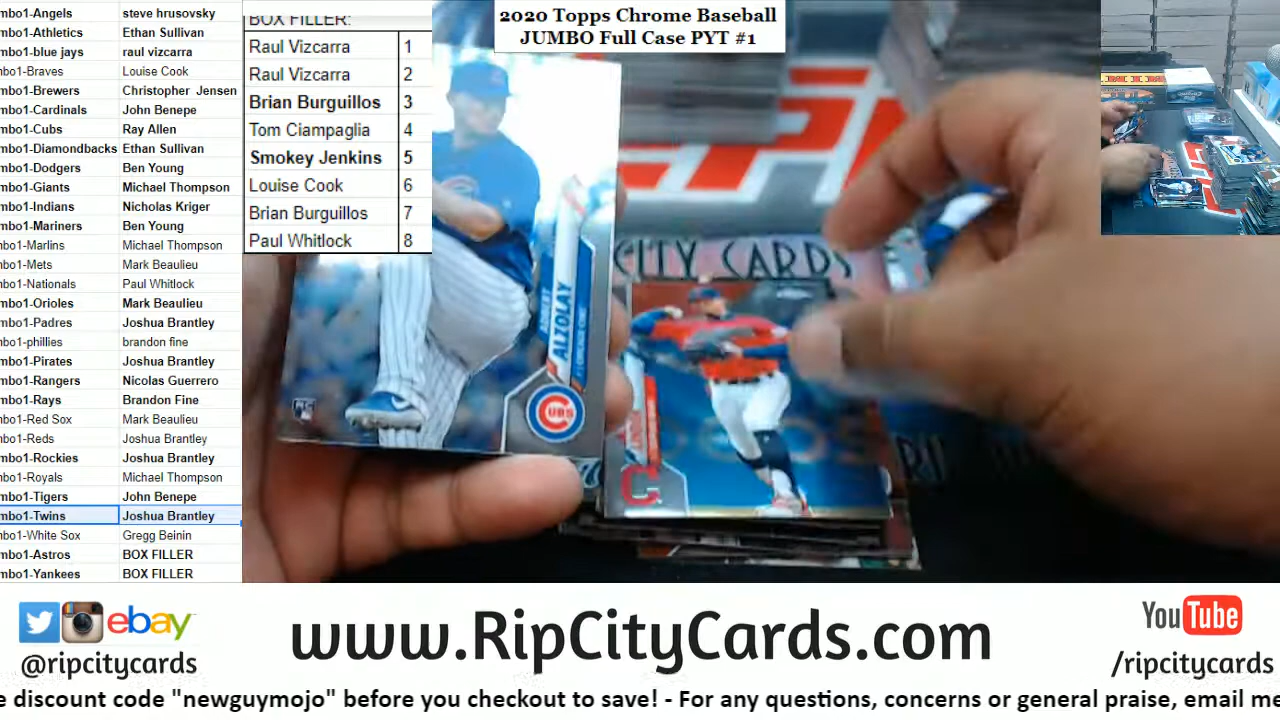 mbo1-Angels steve hrusovsky
mbo1-Athletics Ethan Sullivan
mbo1-blue jays raul vizcarra
mbo1-Braves Louise Cook
mbo1-Brewers Christopher Jensen
mbo1-Cardinals John Benepe
mbo1-Cubs Ray Allen
mbo1-Diamondbacks Ethan Sullivan
mbo1-Dodgers Ben Young
mbo1-Giants Michael Thompson
mbo1-Indians Nicholas Kriger
mbo1-Mariners Ben Young
mbo1-Marlins Michael Thompson
mbo1-Mets Mark Beaulieu
mbo1-Nationals Paul Whitlock
mbo1-Orioles Mark Beaulieu
mbo1-Padres Joshua Brantley
mbo1-phillies brandon fine
mbo1-Pirates Joshua Brantley
mbo1-Rangers Nicolas Guerrero
mbo1-Rays Brandon Fine
mbo1-Red Sox Mark Beaulieu
mbo1-Reds Joshua Brantley
mbo1-Rockies Joshua Brantley
mbo1-Royals Michael Thompson
mbo1-Tigers John Benepe
mbo1-Twins Joshua Brantley
mbo1-White Sox Gregg Beinin
mbo1-Astros BOX FILLER
mbo1-Yankees BOX FILLER
BOX FILLER:
Raul Vizcarra 1
Raul Vizcarra 2
Brian Burguillos 3
Tom Ciampaglia 4
Smokey Jenkins 5
Louise Cook 6
Brian Burguillos 7
Paul Whitlock 8
2020 Topps Chrome Baseball
JUMBO Full Case PYT #1
CITY CARDS
ALZOLAY
CUBS
RC
C
ebay
@ripcitycards
www.RipCityCards.com
YouTube
/ripcitycards
e discount code "newguymojo" before you checkout to save! - For any questions, concerns or general praise, email me